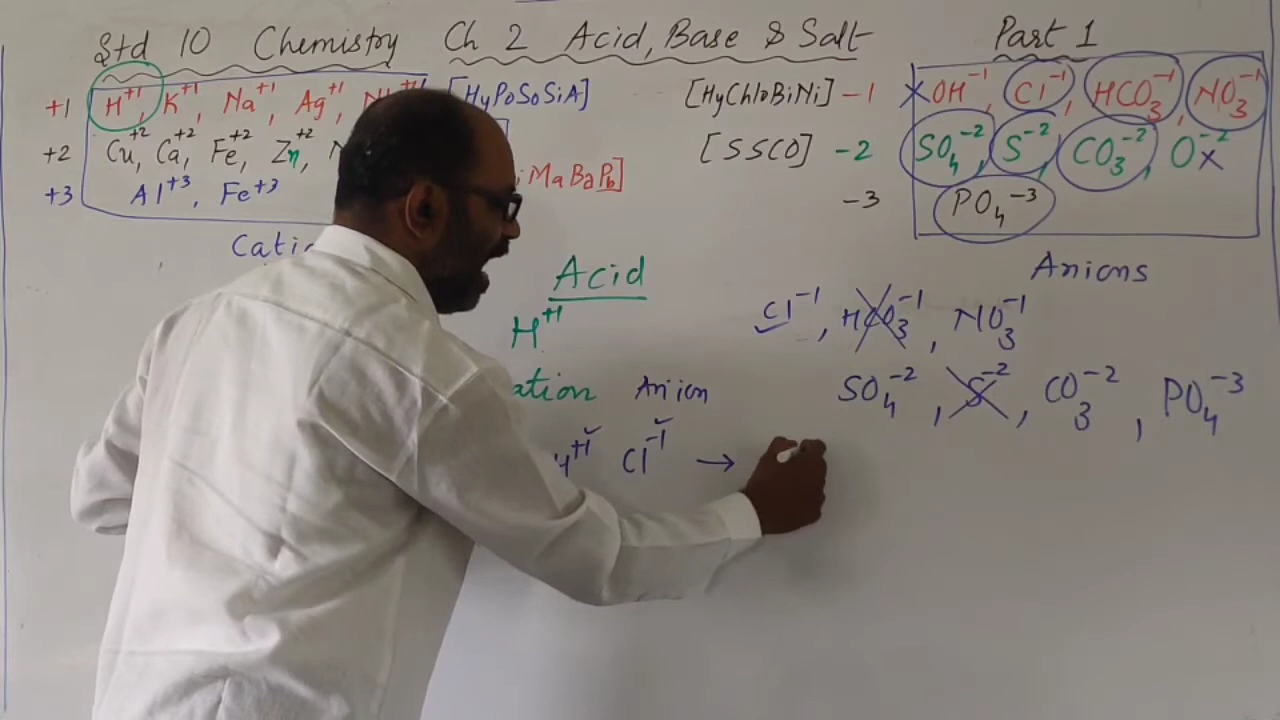 Std 10 Chemistry Ch 2 Acid, Base & Salt Part 1
+1 H⁺¹, K⁺¹, Na⁺¹, Ag⁺¹, [HyPoSoSiA] [HyChloBiNi] -1 OH⁻¹, Cl⁻¹, HCO₃⁻¹, NO₃⁻¹
+2 Cu⁺², Ca⁺², Fe⁺², Zn⁺², [SSCO] -2 SO₄⁻², S⁻², CO₃⁻², O⁻²
+3 Al⁺³, Fe⁺³ MaBaPb] -3 PO₄⁻³
Anions
Acid
H⁺¹ Cl⁻¹, HCO₃⁻¹, NO₃⁻¹
Anion SO₄⁻², S⁻², CO₃⁻², PO₄⁻³
H⁺¹ Cl⁻¹ →